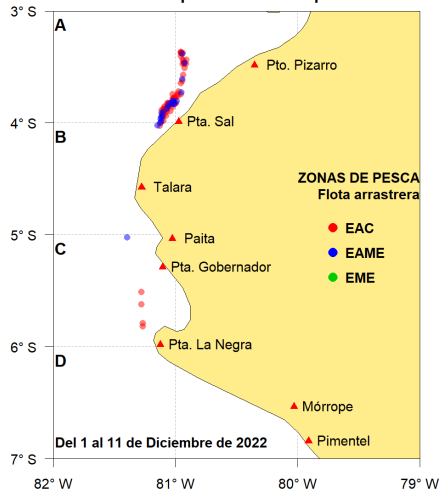 3° S
A
Pto. Pizarro
4° S
Pta. Sal
B
ZONAS DE PESCA
Flota arrastrera
Talara
EAC
5° S
Paita
EAME
C
Pta. Gobernador
EME
6° S
Pta. La Negra
D
Mórrope
Del 1 al 11 de Diciembre de 2022
Pimentel
7° S
82° W
81° W
80° W
79° W